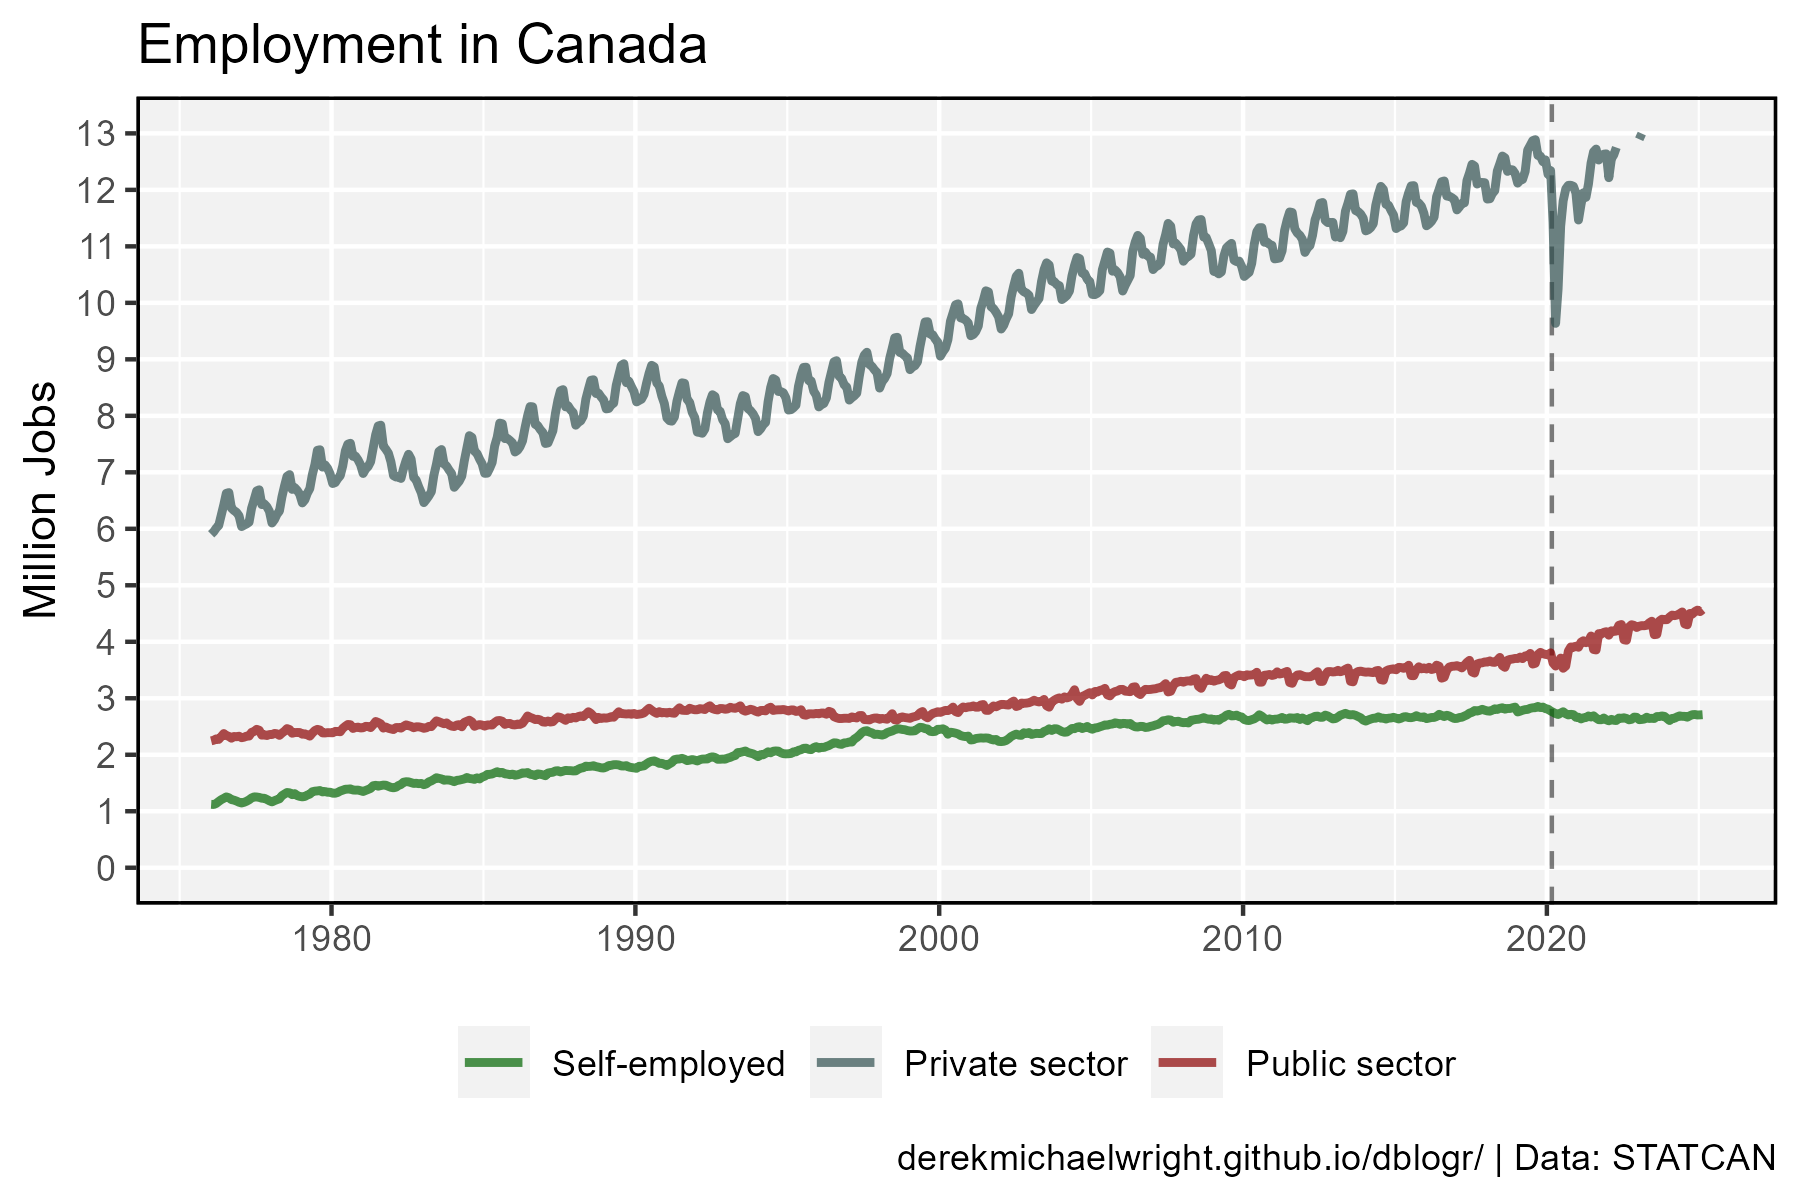 Employment in Canada
Million Jobs
13
12
11
10
9
8
7
6
5
4
3
2
1
0
1980 1990 2000 2010 2020
Self-employed Private sector Public sector
derekmichaelwright.github.io/dblogr/ | Data: STATCAN